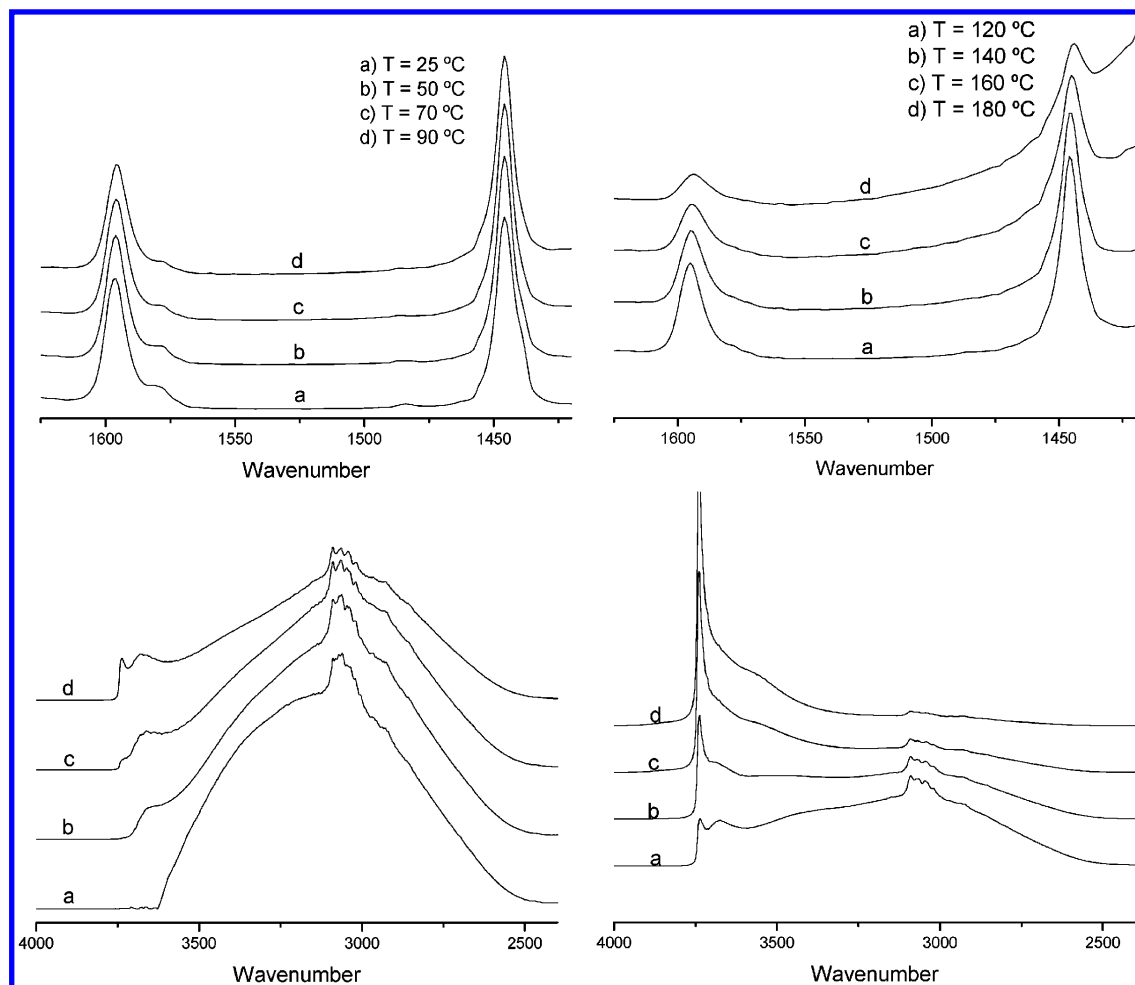 a) T = 25 ºC
b) T = 50 ºC
c) T = 70 ºC
d) T = 90 ºC
d
c
b
a
1600 1550 1500 1450
Wavenumber
a) T = 120 ºC
b) T = 140 ºC
c) T = 160 ºC
d) T = 180 ºC
d
c
b
a
1600 1550 1500 1450
Wavenumber
d
c
b
a
4000 3500 3000 2500
Wavenumber
d
c
b
a
4000 3500 3000 2500
Wavenumber